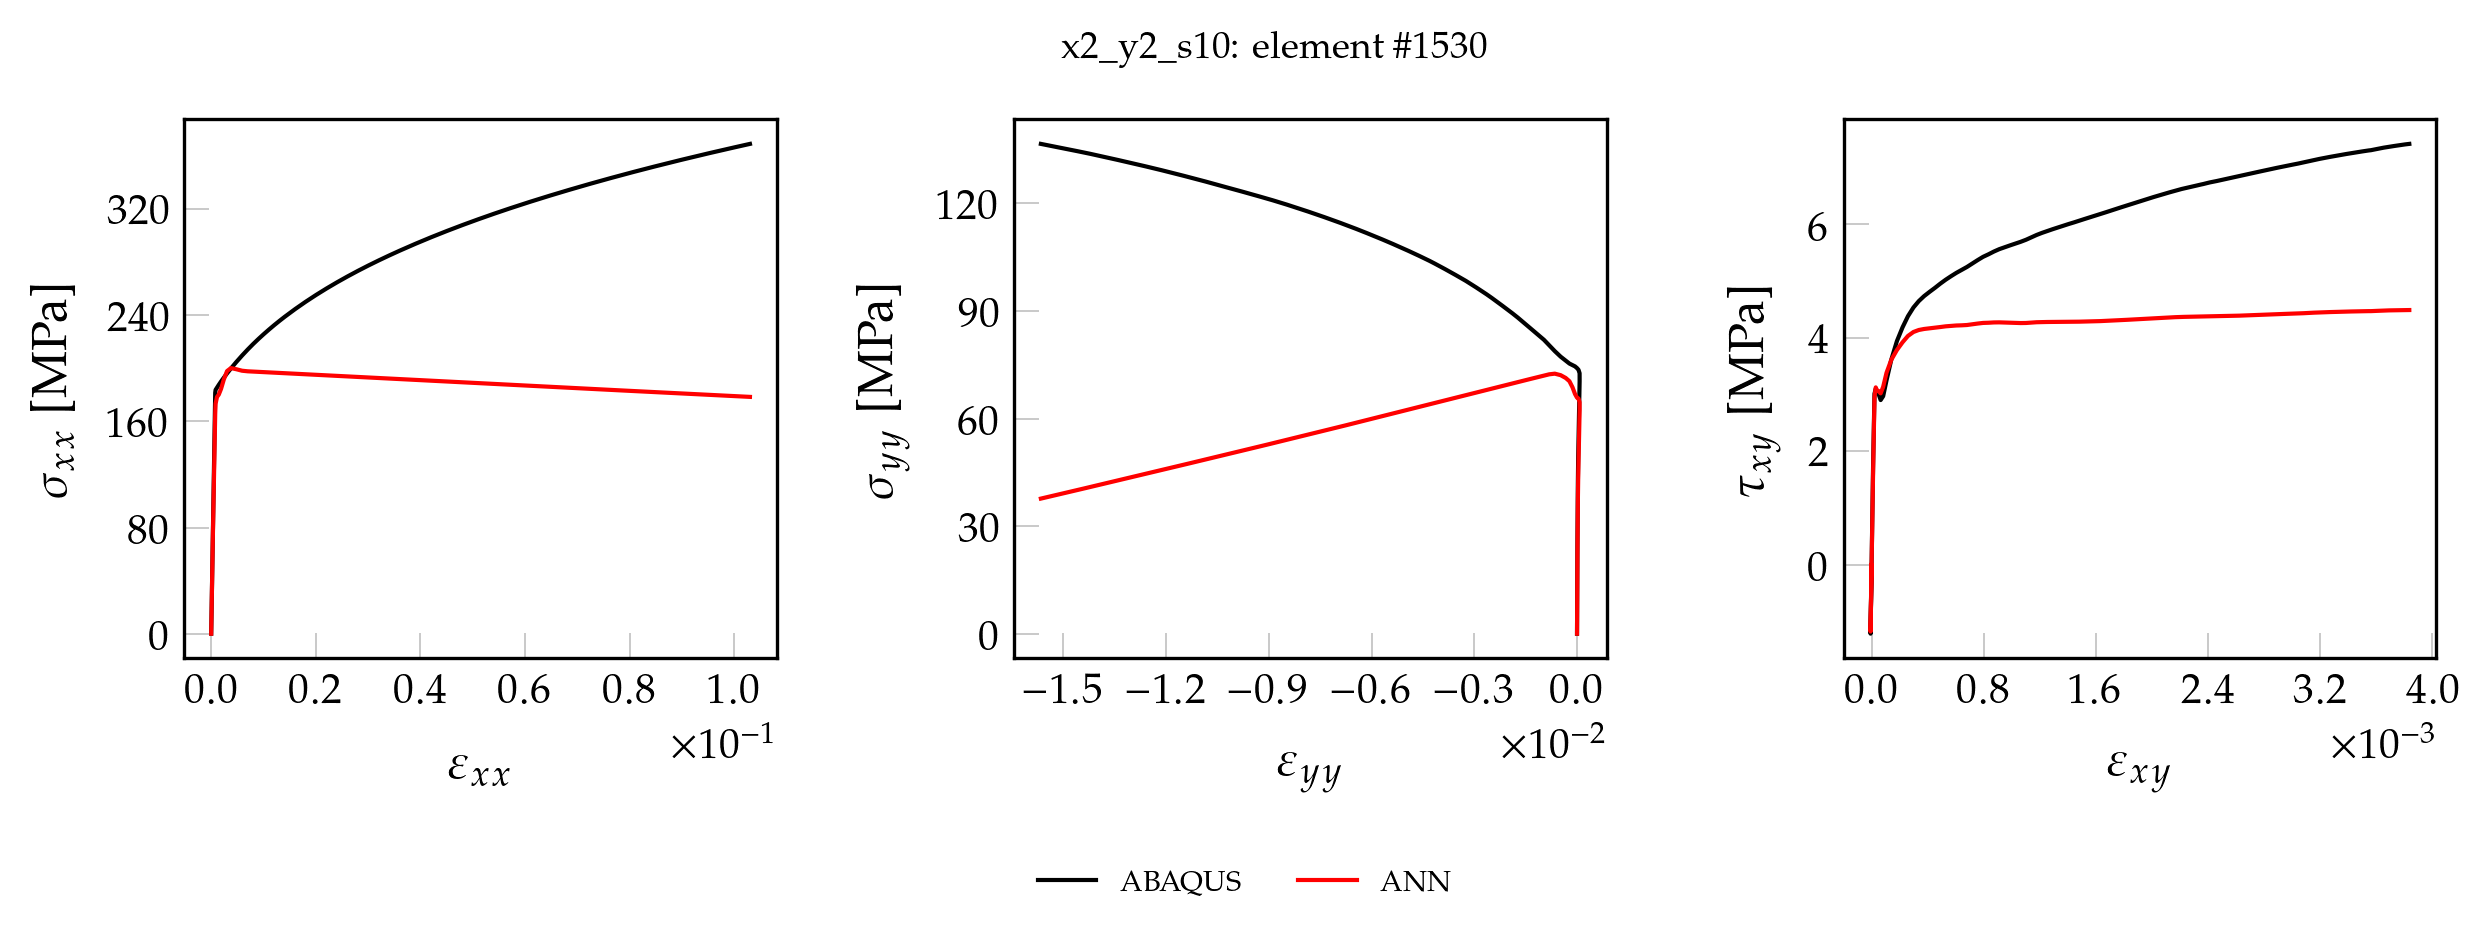 x2_y2_s10: element #1530
σxx [MPa]
320
240
160
80
0
0.0 0.2 0.4 0.6 0.8 1.0
×10−1
εxx
σyy [MPa]
120
90
60
30
0
−1.5 −1.2 −0.9 −0.6 −0.3 0.0
×10−2
εyy
τxy [MPa]
6
4
2
0
0.0 0.8 1.6 2.4 3.2 4.0
×10−3
εxy
ABAQUS ANN